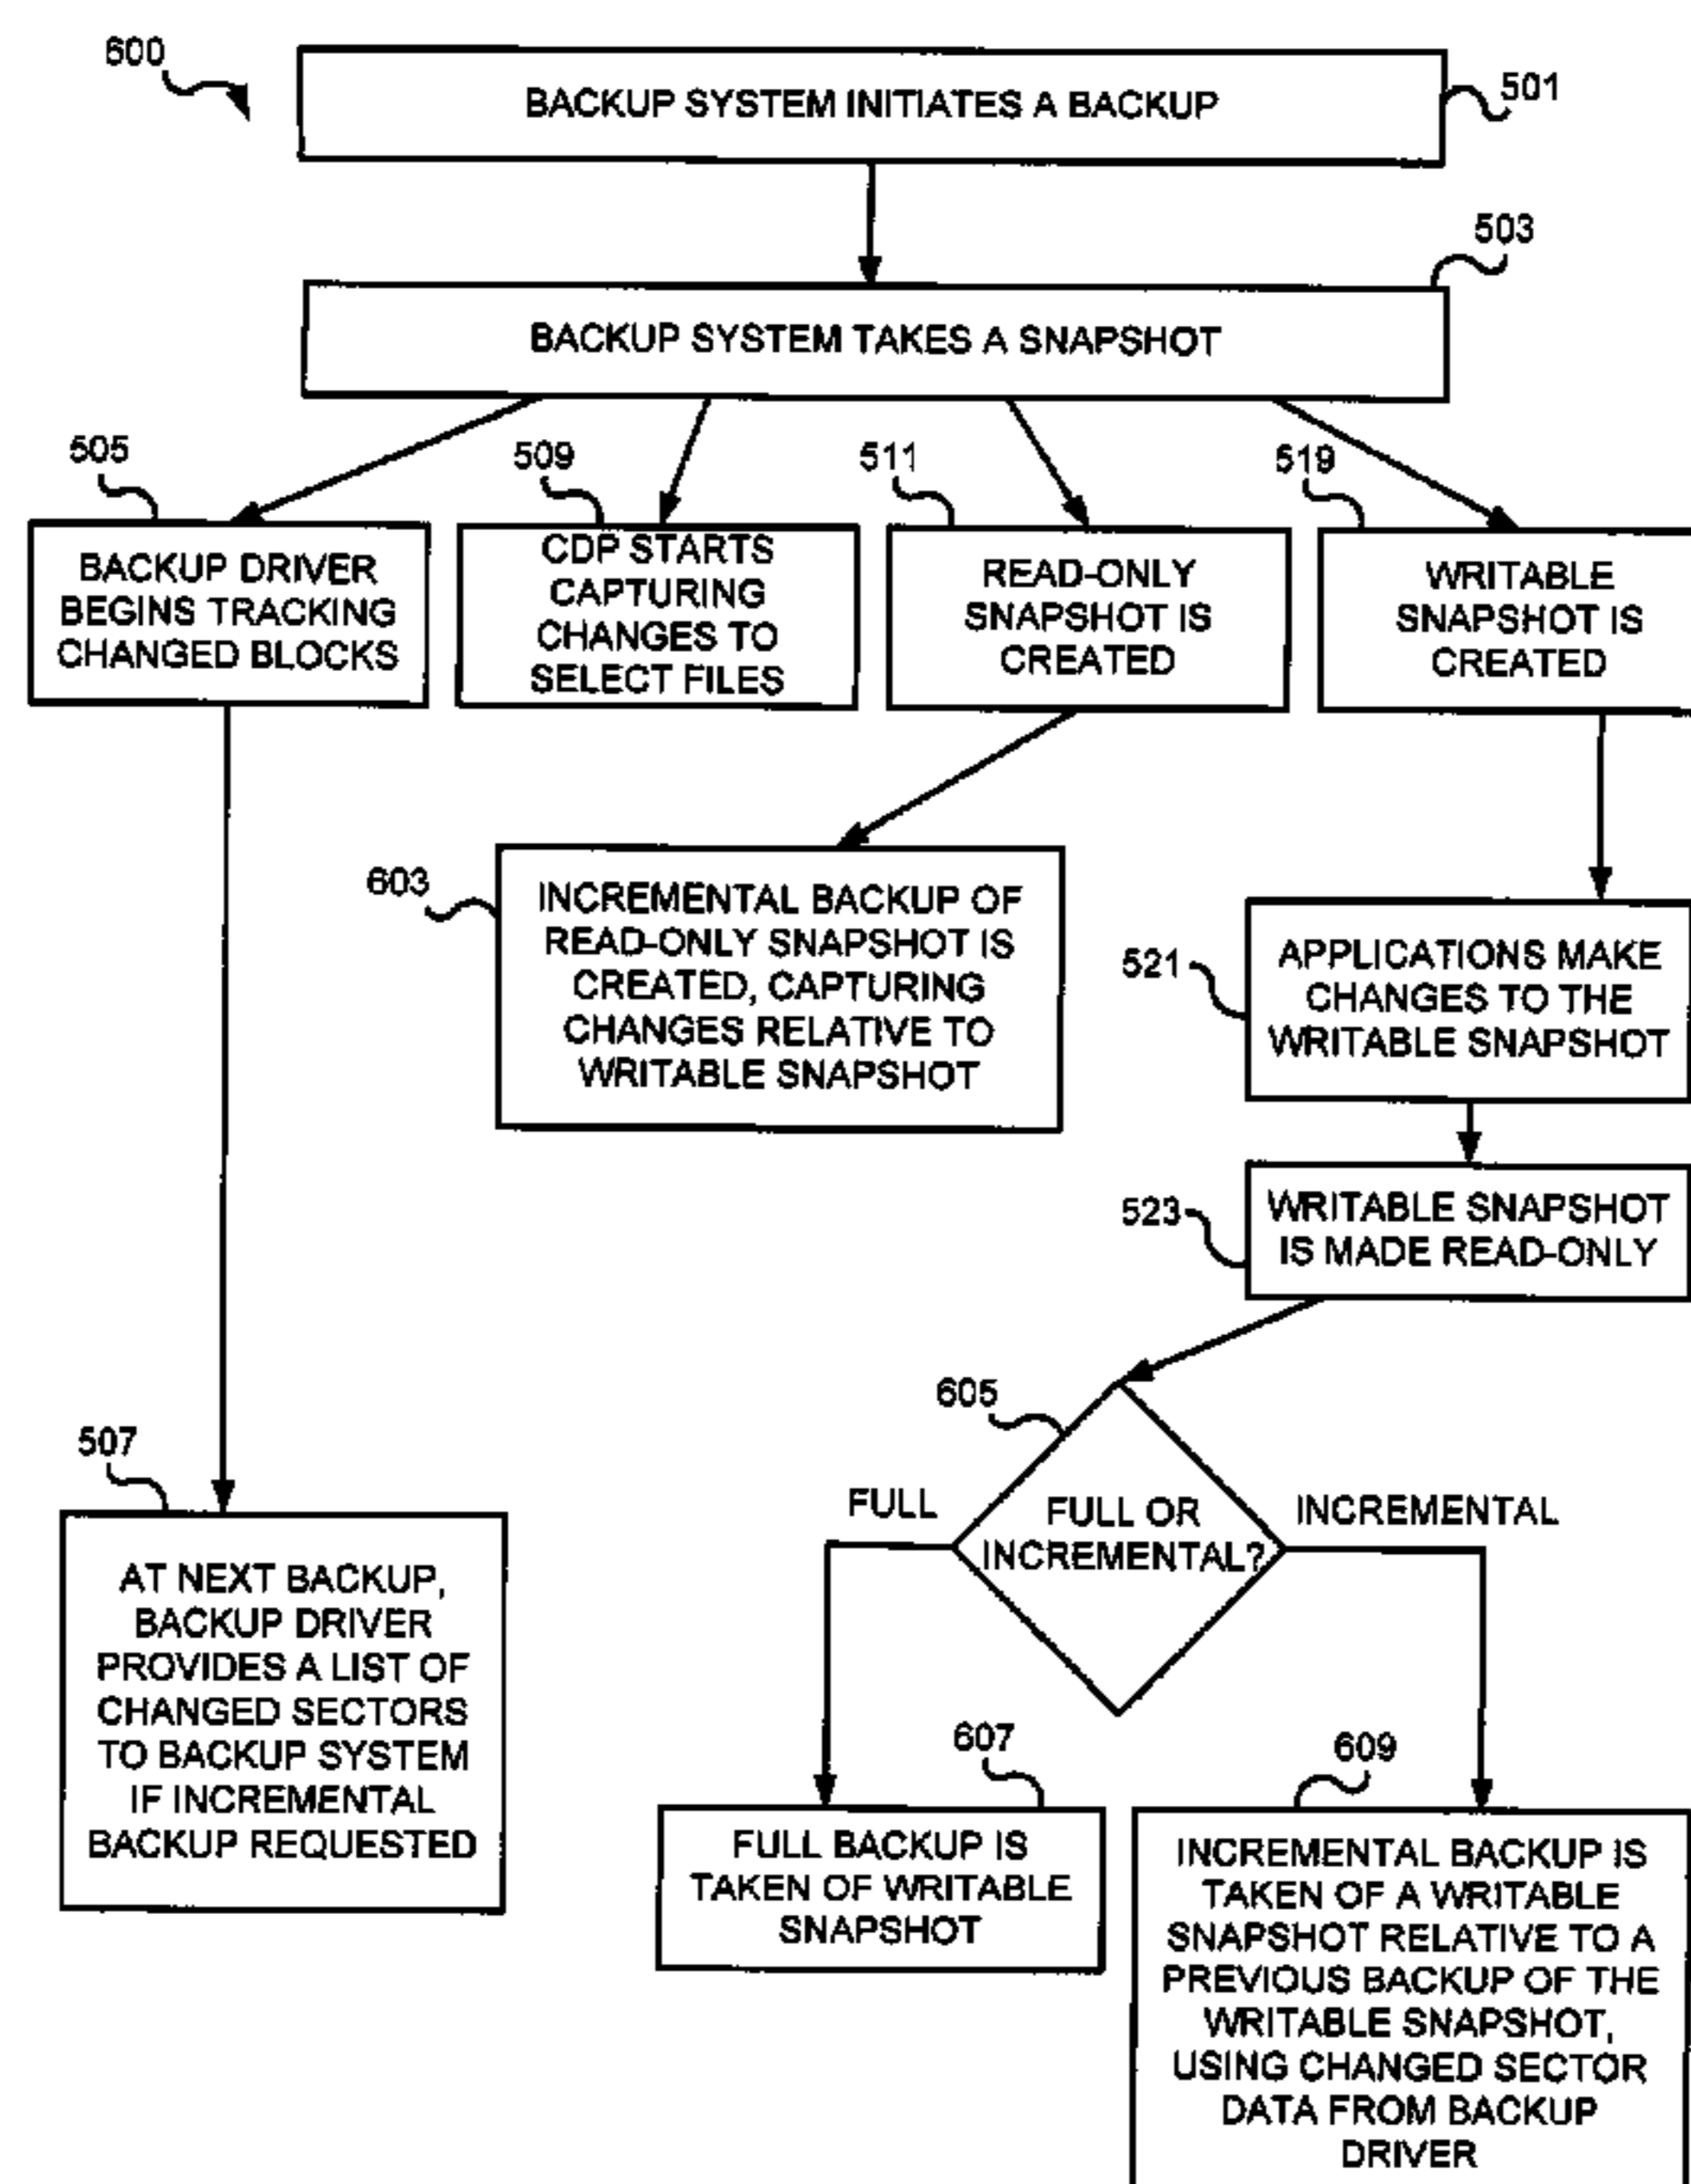 600
BACKUP SYSTEM INITIATES A BACKUP
501
503
BACKUP SYSTEM TAKES A SNAPSHOT
505
BACKUP DRIVER
BEGINS TRACKING
CHANGED BLOCKS
509
CDP STARTS
CAPTURING
CHANGES TO
SELECT FILES
511
READ-ONLY
SNAPSHOT IS
CREATED
519
WRITABLE
SNAPSHOT IS
CREATED
603
INCREMENTAL BACKUP OF
READ-ONLY SNAPSHOT IS
CREATED, CAPTURING
CHANGES RELATIVE TO
WRITABLE SNAPSHOT
521
APPLICATIONS MAKE
CHANGES TO THE
WRITABLE SNAPSHOT
523
WRITABLE SNAPSHOT
IS MADE READ-ONLY
605
FULL
FULL OR
INCREMENTAL?
INCREMENTAL
507
AT NEXT BACKUP,
BACKUP DRIVER
PROVIDES A LIST OF
CHANGED SECTORS
TO BACKUP SYSTEM
IF INCREMENTAL
BACKUP REQUESTED
607
FULL BACKUP IS
TAKEN OF WRITABLE
SNAPSHOT
609
INCREMENTAL BACKUP IS
TAKEN OF A WRITABLE
SNAPSHOT RELATIVE TO A
PREVIOUS BACKUP OF THE
WRITABLE SNAPSHOT,
USING CHANGED SECTOR
DATA FROM BACKUP
DRIVER